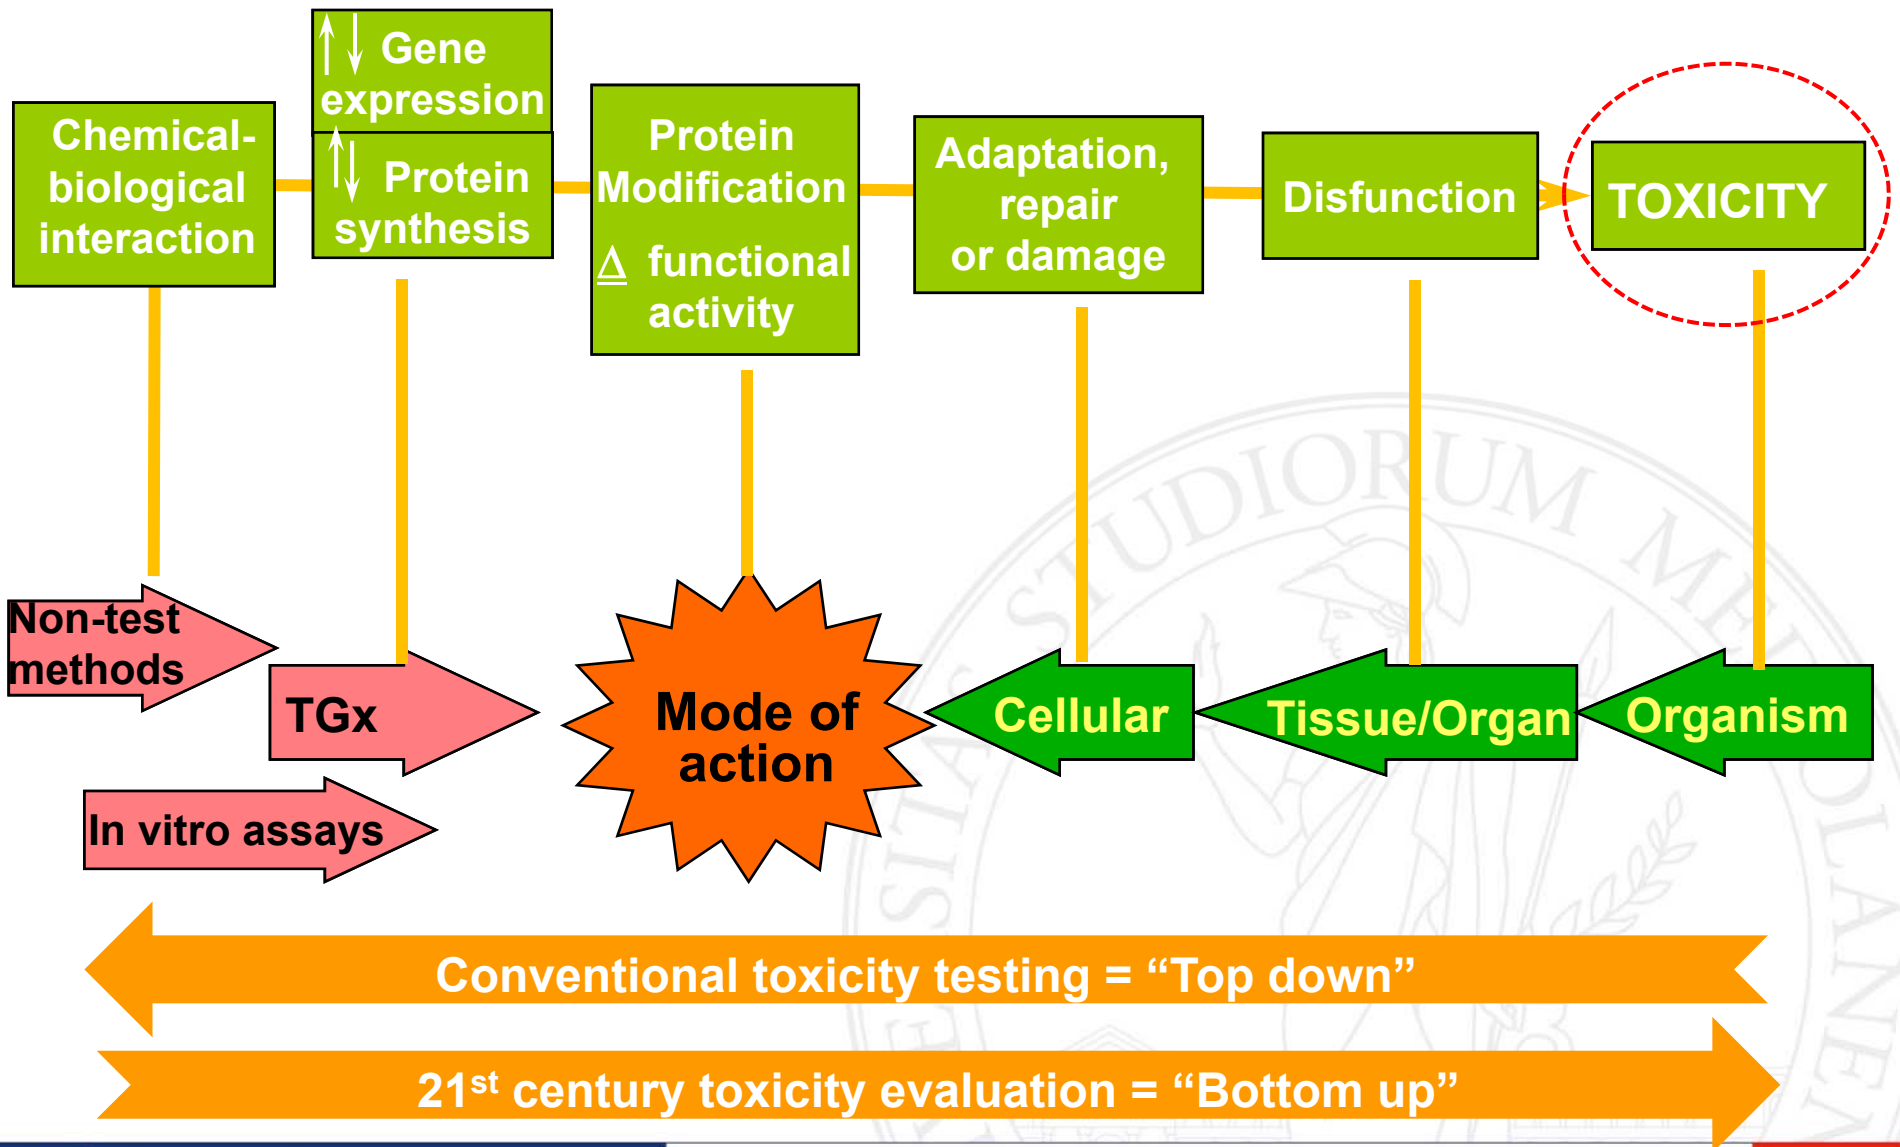 Chemical-
biological
interaction
↑↓ Gene
expression
↑↓ Protein
synthesis
Protein
Modification
Δ functional
activity
Adaptation,
repair
or damage
Disfunction
TOXICITY
Non-test
methods
TGx
In vitro assays
Mode of
action
Cellular
Tissue/Organ
Organism
Conventional toxicity testing = “Top down”
21st century toxicity evaluation = “Bottom up”
STUDIORUM